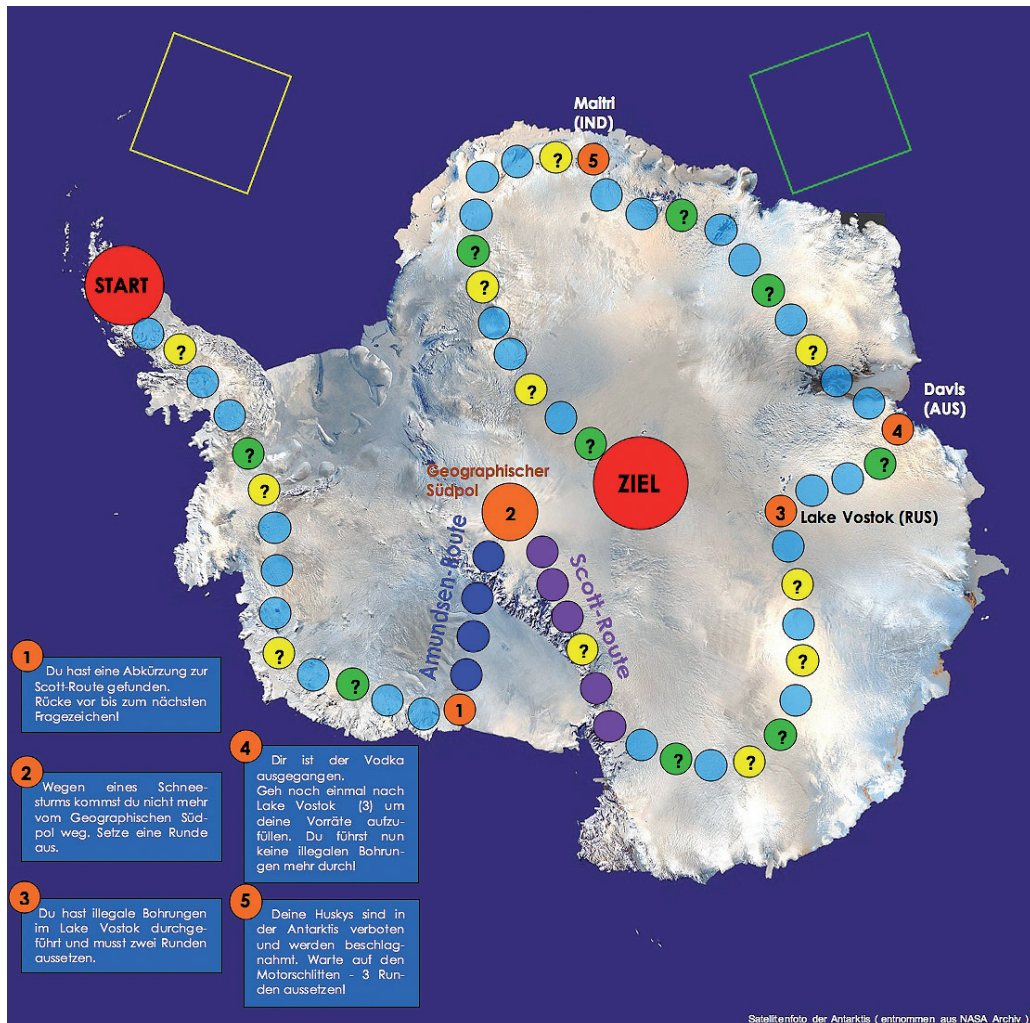 Maitri
(IND)
?
5
?
?
START
?
?
?
?
?
Davis
(AUS)
4
?
?
?
Geographischer
Südpol
ZIEL
?
2
3
Lake Vostok (RUS)
Amundsen-Route
Scott-Route
?
?
?
?
?
1
?
?
?
1
Du hast eine Abkürzung zur
Scott-Route gefunden.
Rücke vor bis zum nächsten
Fragezeichen!
2
Wegen eines Schnee-
sturms kommst du nicht mehr
vom Geographischen Süd-
pol weg. Setze eine Runde
aus.
3
Du hast illegale Bohrungen
im Lake Vostok durchge-
führt und musst zwei Runden
aussetzen.
4
Dir ist der Vodka
ausgegangen.
Geh noch einmal nach
Lake Vostok (3) um
deine Vorräte aufzu-
füllen. Du führst nun
keine illegalen Bohrun-
gen mehr durch!
5
Deine Huskys sind in
der Antarktis verboten
und werden beschlag-
nahmt. Warte auf den
Motorschlitten - 3 Run-
den aussetzen!
Satellitenfoto der Antarktis ( entnommen aus NASA Archiv )